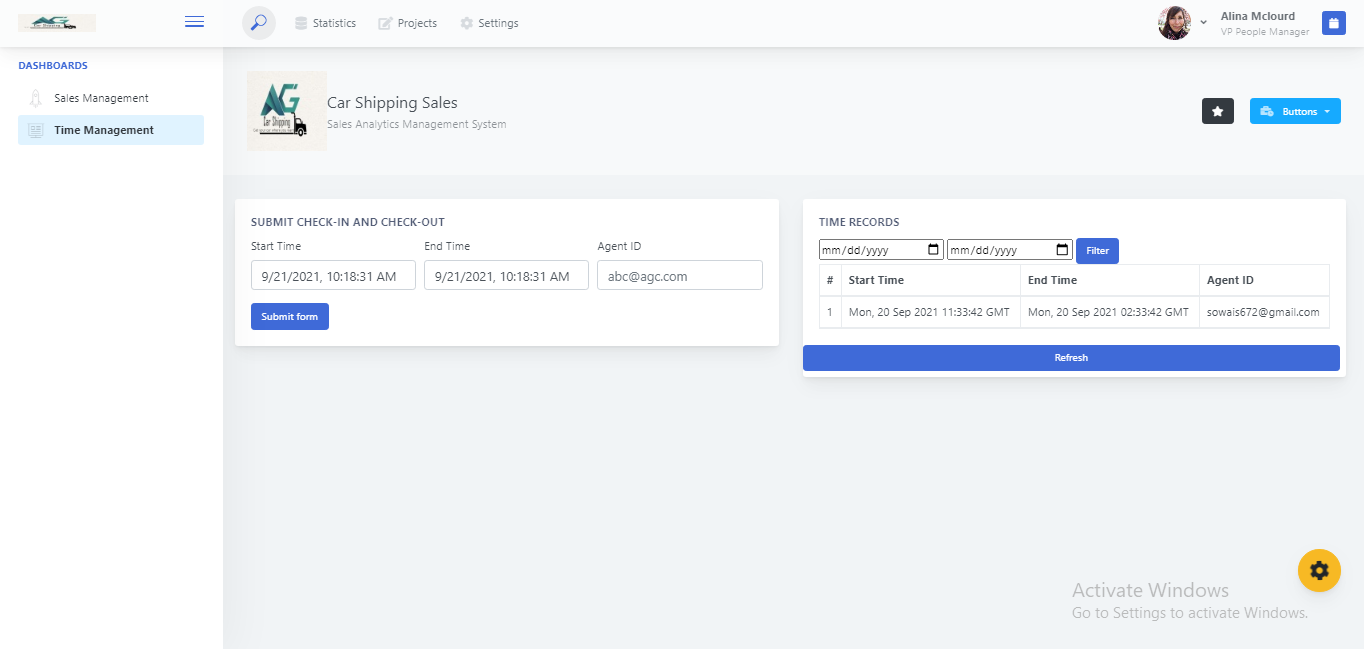 AG
Car Shipping
Statistics
Projects
Settings
Alina Mclourd
VP People Manager
DASHBOARDS
Sales Management
Time Management
AG
Car Shipping
Car Shipping Sales
Sales Analytics Management System
Buttons
SUBMIT CHECK-IN AND CHECK-OUT
Start Time End Time Agent ID
9/21/2021, 10:18:31 AM 9/21/2021, 10:18:31 AM abc@agc.com
Submit form
TIME RECORDS
mm/dd/yyyy mm/dd/yyyy Filter
# Start Time End Time Agent ID
1 Mon, 20 Sep 2021 11:33:42 GMT Mon, 20 Sep 2021 02:33:42 GMT sowais672@gmail.com
Refresh
Activate Windows
Go to Settings to activate Windows.